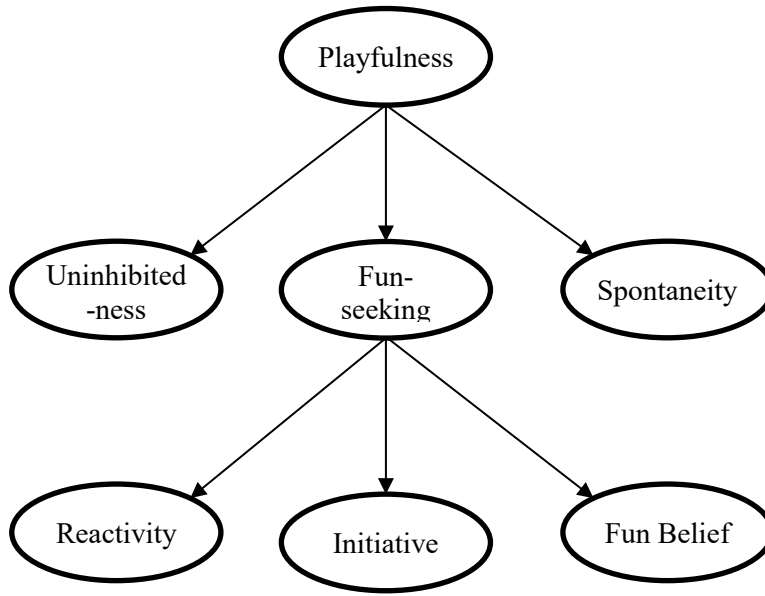 Playfulness
Uninhibited
-ness
Fun-
seeking
Spontaneity
Reactivity
Initiative
Fun Belief